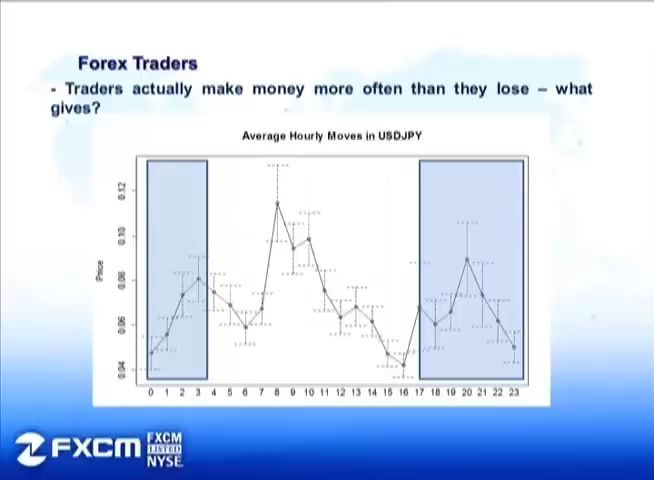 Forex Traders
- Traders actually make money more often than they lose – what
gives?
Average Hourly Moves in USDJPY
Price
0.12
0.10
0.08
0.06
0.04
0 1 2 3 4 5 6 7 8 9 10 11 12 13 14 15 16 17 18 19 20 21 22 23
FXCM
FXCM
LISTED
NYSE